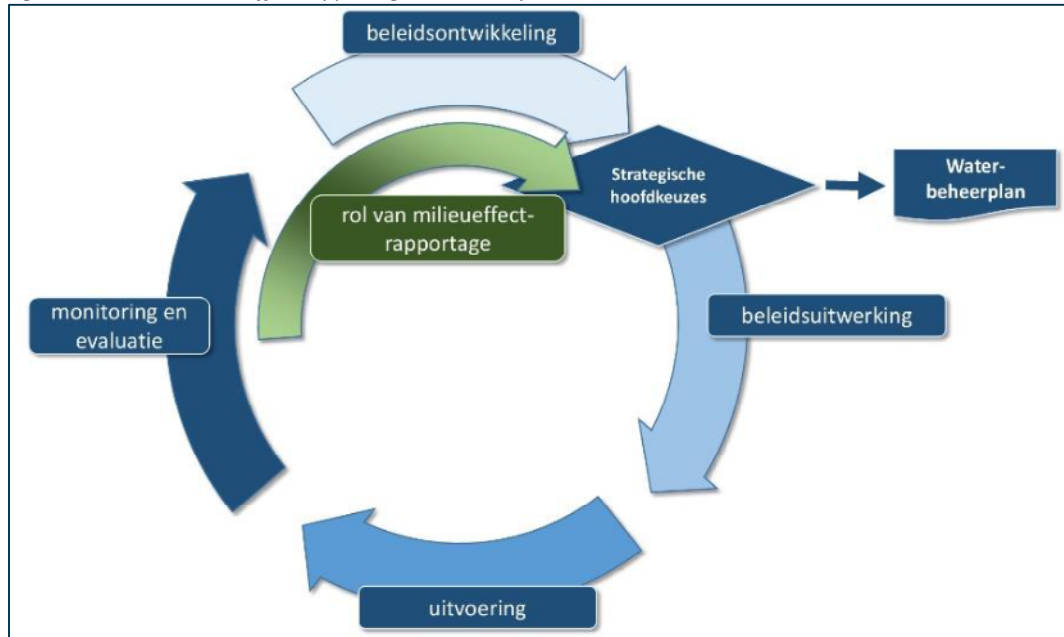 beleidsontwikkeling
Strategische
hoofdkeuzes
Water-
beheerplan
rol van milieueffect-
rapportage
monitoring en
evaluatie
beleidsuitwerking
uitvoering